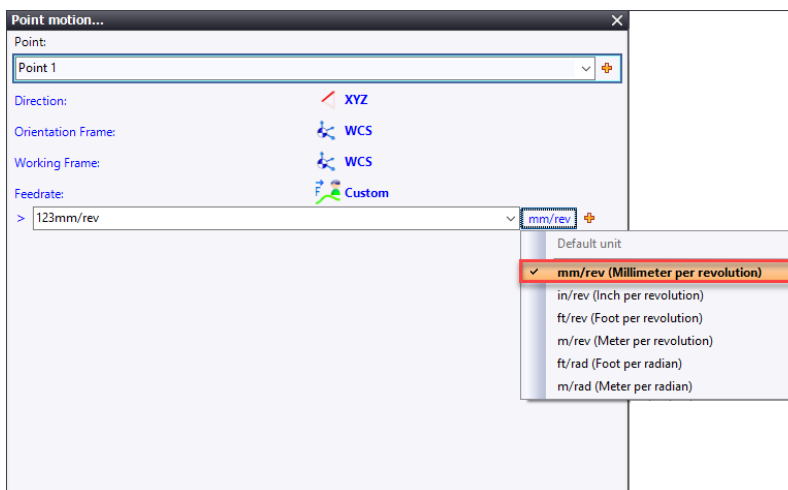 Point motion...
Point:
Point 1
Direction: XYZ
Orientation Frame: WCS
Working Frame: WCS
Feedrate: F Custom
> 123mm/rev mm/rev
Default unit
mm/rev (Millimeter per revolution)
in/rev (Inch per revolution)
ft/rev (Foot per revolution)
m/rev (Meter per revolution)
ft/rad (Foot per radian)
m/rad (Meter per radian)